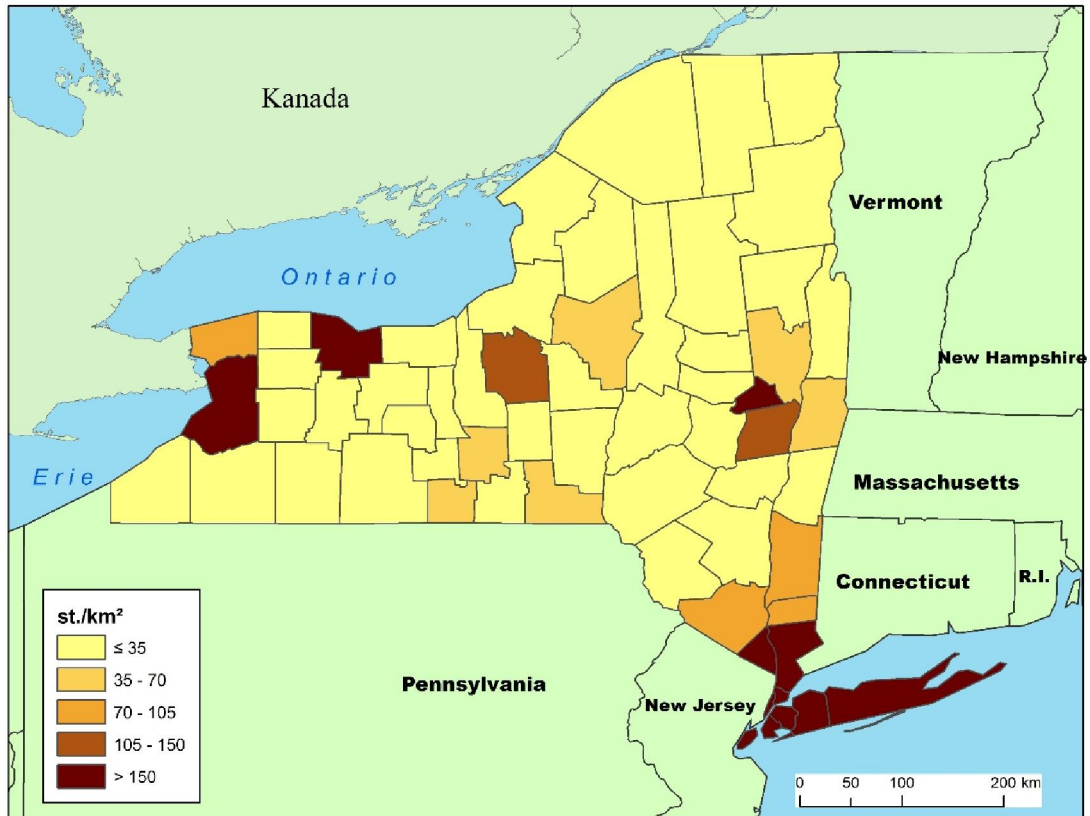 Kanada
Vermont
Ontario
New Hampshire
Erie
Massachusetts
Connecticut
R.I.
Pennsylvania
New Jersey
st./km²
≤ 35
35 - 70
70 - 105
105 - 150
> 150
0 50 100 200 km